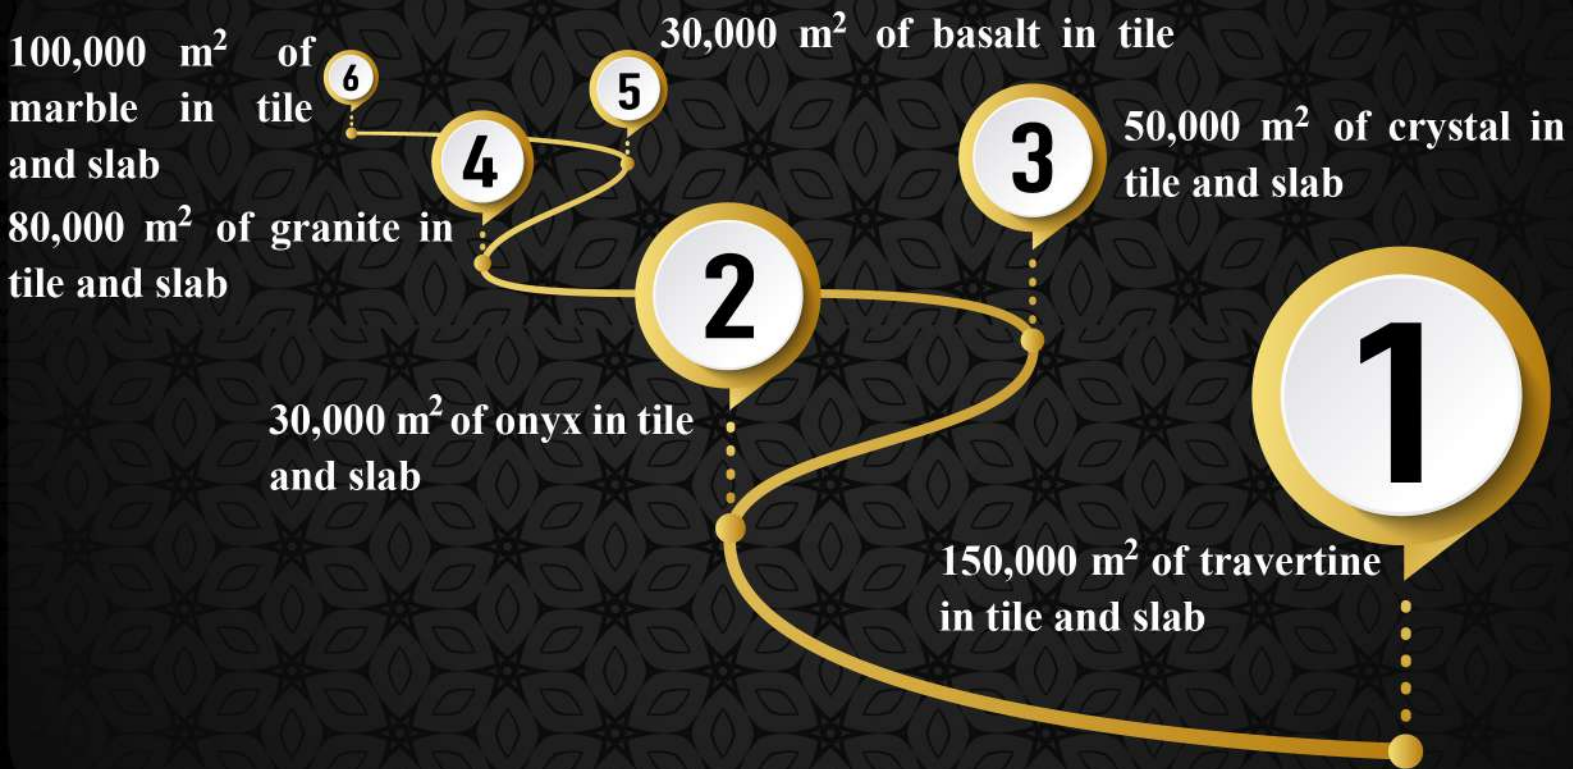 100,000 m² of
marble in tile
and slab
6
5
30,000 m² of basalt in tile
4
80,000 m² of granite in
tile and slab
3
50,000 m² of crystal in
tile and slab
2
30,000 m² of onyx in tile
and slab
1
150,000 m² of travertine
in tile and slab